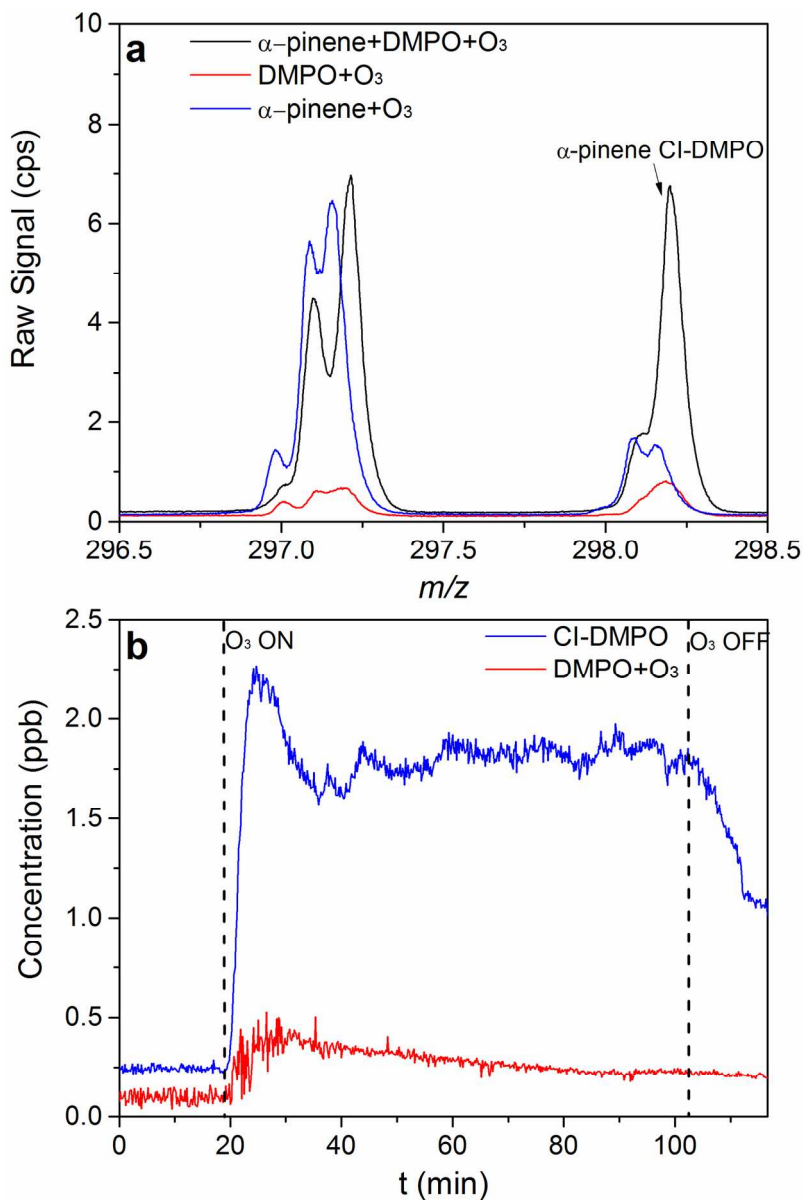 a
α-pinene+DMPO+O₃
DMPO+O₃
α-pinene+O₃
α-pinene CI-DMPO
10
8
6
4
2
0
Raw Signal (cps)
296.5 297.0 297.5 298.0 298.5
m/z
b
O₃ ON
CI-DMPO
DMPO+O₃
O₃ OFF
2.5
2.0
1.5
1.0
0.5
0.0
Concentration (ppb)
0 20 40 60 80 100
t (min)